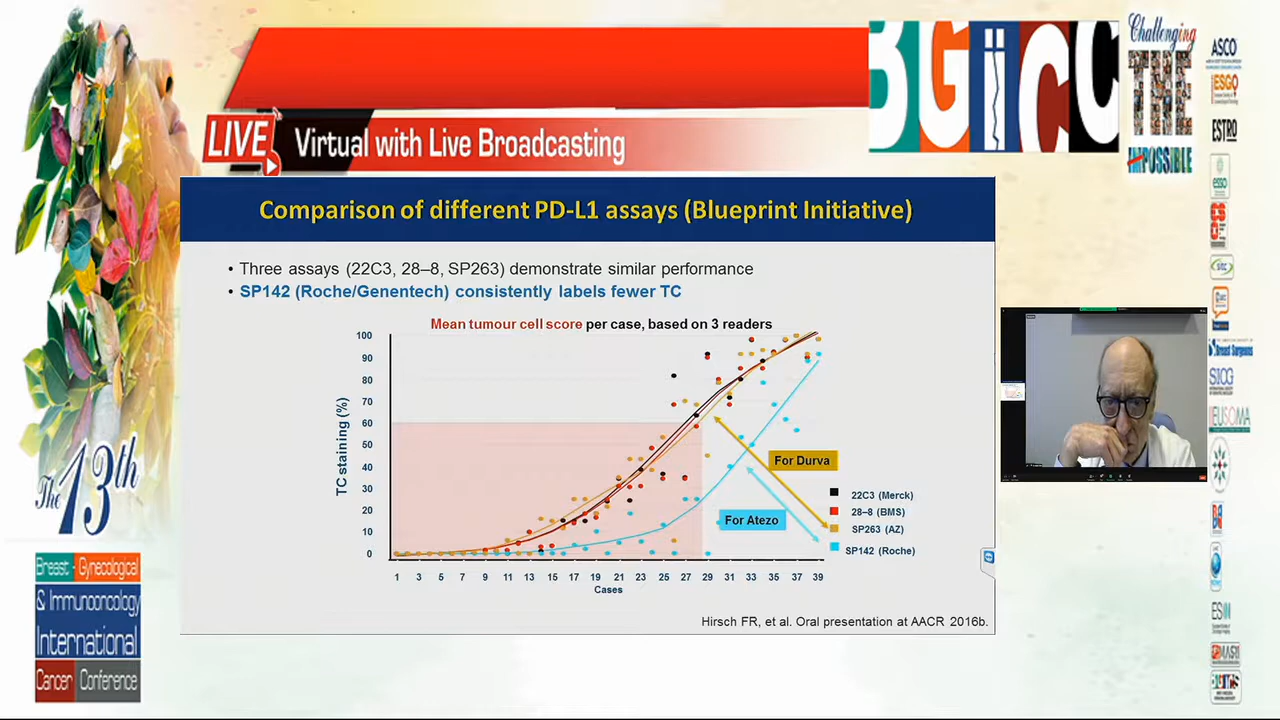 BGICC
Challenging
THE
IMPOSSIBLE
LIVE
Virtual with Live Broadcasting
Comparison of different PD-L1 assays (Blueprint Initiative)
• Three assays (22C3, 28–8, SP263) demonstrate similar performance
• SP142 (Roche/Genentech) consistently labels fewer TC
Mean tumour cell score per case, based on 3 readers
TC staining (%)
100
90
80
70
60
50
40
30
20
10
0
1 3 5 7 9 11 13 15 17 19 21 23 25 27 29 31 33 35 37 39
Cases
For Durva
For Atezo
22C3 (Merck)
28–8 (BMS)
SP263 (AZ)
SP142 (Roche)
Hirsch FR, et al. Oral presentation at AACR 2016b.
The 13th
Breast - Gynecological
& Immunooncology
International
Cancer Conference
ASCO
ESGO
ESTRO
Breast Surgeons
EUSOMA